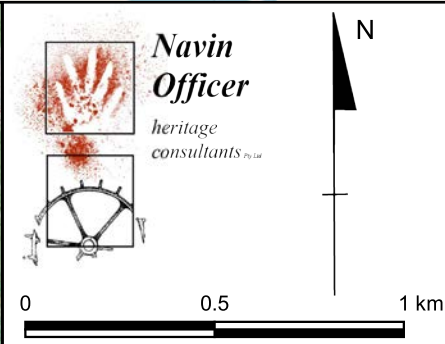 Navin
Officer
heritage
consultants Pty Ltd
N
0 0.5 1 km